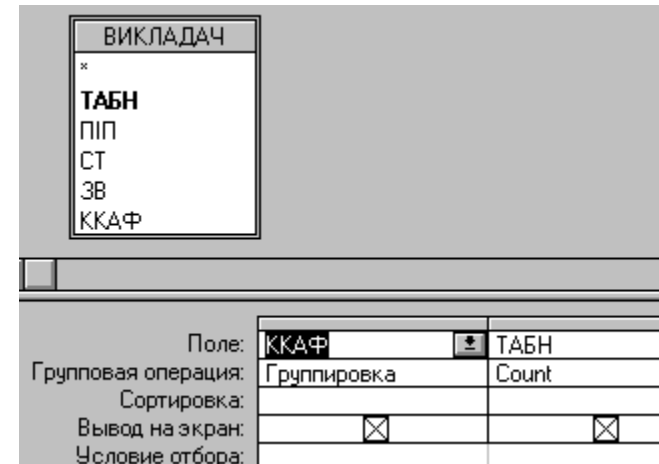 ВИКЛАДАЧ
*
ТАБН
ПІП
СТ
ЗВ
ККАФ
Поле: ККАФ ТАБН
Групповая операция: Группировка Count
Сортировка:
Вывод на экран:
Условие отбора: